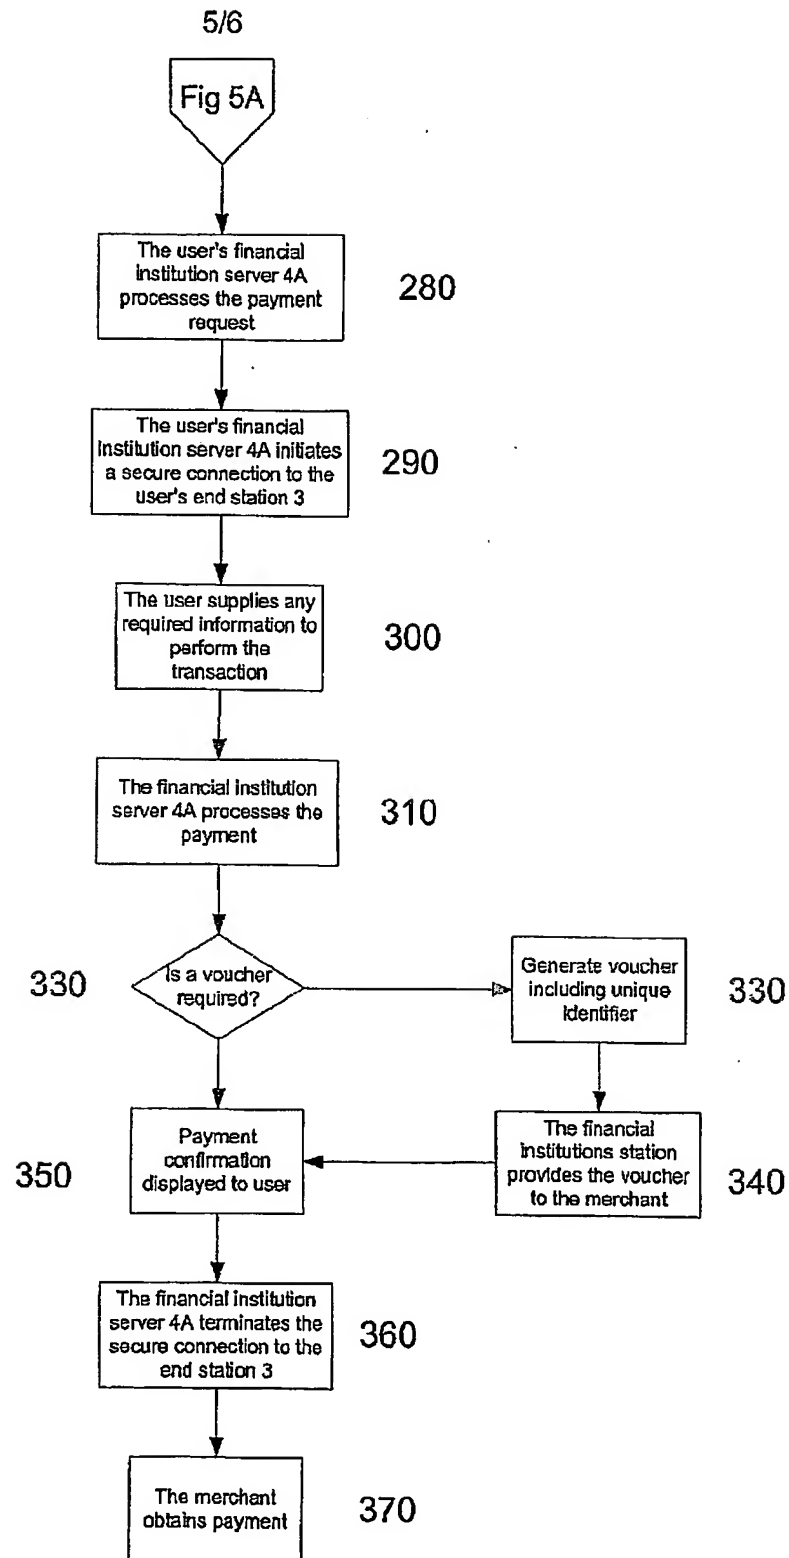 5/6
Fig 5A
The user's financial
institution server 4A
processes the payment
request
280
The user's financial
institution server 4A initiates
a secure connection to the
user's end station 3
290
The user supplies any
required information to
perform the
transaction
300
The financial institution
server 4A processes the
payment
310
330
Is a voucher
required?
Generate voucher
including unique
identifier
330
350
Payment
confirmation
displayed to user
The financial
institutions station
provides the voucher
to the merchant
340
The financial institution
server 4A terminates the
secure connection to the
end station 3
360
The merchant
obtains payment
370